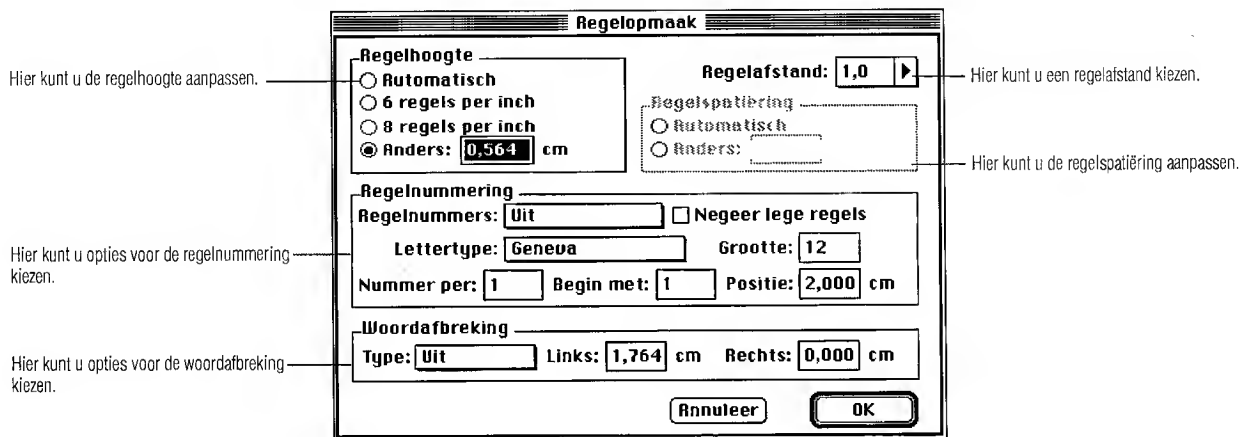 Regelopmaak
Regelhoogte
Automatisch
6 regels per inch
8 regels per inch
Anders: 0,564 cm
Regelafstand: 1,0
Regelspatiëring
Automatisch
Anders:
Regelnummering
Regelnummers: Uit Negeer lege regels
Lettertype: Geneva Grootte: 12
Nummer per: 1 Begin met: 1 Positie: 2,000 cm
Woordafbreking
Type: Uit Links: 1,764 cm Rechts: 0,000 cm
Annuleer OK
Hier kunt u de regelhoogte aanpassen.
Hier kunt u opties voor de regelnummering
kiezen.
Hier kunt u opties voor de woordafbreking
kiezen.
Hier kunt u een regelafstand kiezen.
Hier kunt u de regelspatiëring aanpassen.